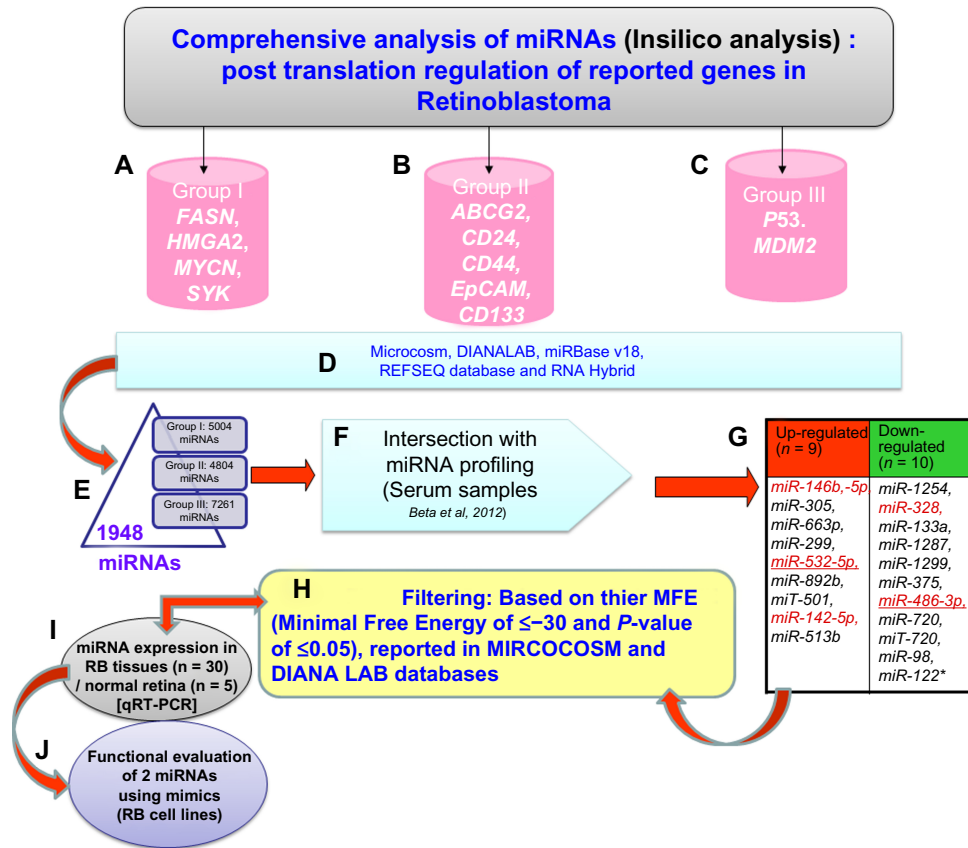 Comprehensive analysis of miRNAs (Insilico analysis) :
post translation regulation of reported genes in
Retinoblastoma
A
Group I
FASN,
HMGA2,
MYCN,
SYK
B
Group II
ABCG2,
CD24,
CD44,
EpCAM,
CD133
C
Group III
P53.
MDM2
D
Microcosm, DIANALAB, miRBase v18,
REFSEQ database and RNA Hybrid
E
Group I: 5004
miRNAs
Group II: 4804
miRNAs
Group III: 7261
miRNAs
1948
miRNAs
F
Intersection with
miRNA profiling
(Serum samples
Beta et al, 2012)
G
Up-regulated
(n = 9)
miR-146b,-5p,
miR-305,
miR-663p,
miR-299,
miR-532-5p,
miR-892b,
miT-501,
miR-142-5p,
miR-513b
Down-
regulated
(n = 10)
miR-1254,
miR-328,
miR-133a,
miR-1287,
miR-1299,
miR-375,
miR-486-3p,
miR-720,
miT-720,
miR-98,
miR-122*
H
Filtering: Based on thier MFE
(Minimal Free Energy of ≤−30 and P-value
of ≤0.05), reported in MIRCOCOSM and
DIANA LAB databases
I
miRNA expression in
RB tissues (n = 30)
/ normal retina (n = 5)
[qRT-PCR]
J
Functional evaluation
of 2 miRNAs
using mimics
(RB cell lines)